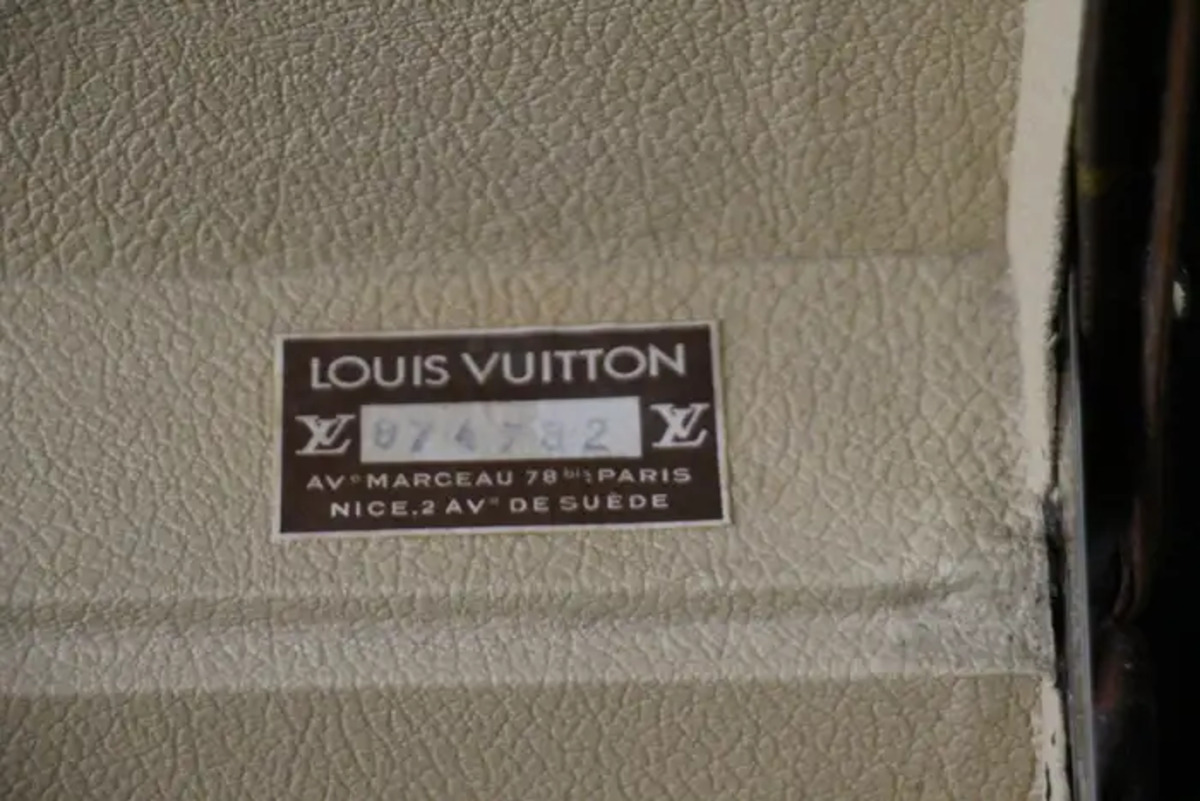 LOUIS VUITTON
LV 874782 LV
AVe MARCEAU 78 bis PARIS
NICE.2 AVe DE SUÈDE